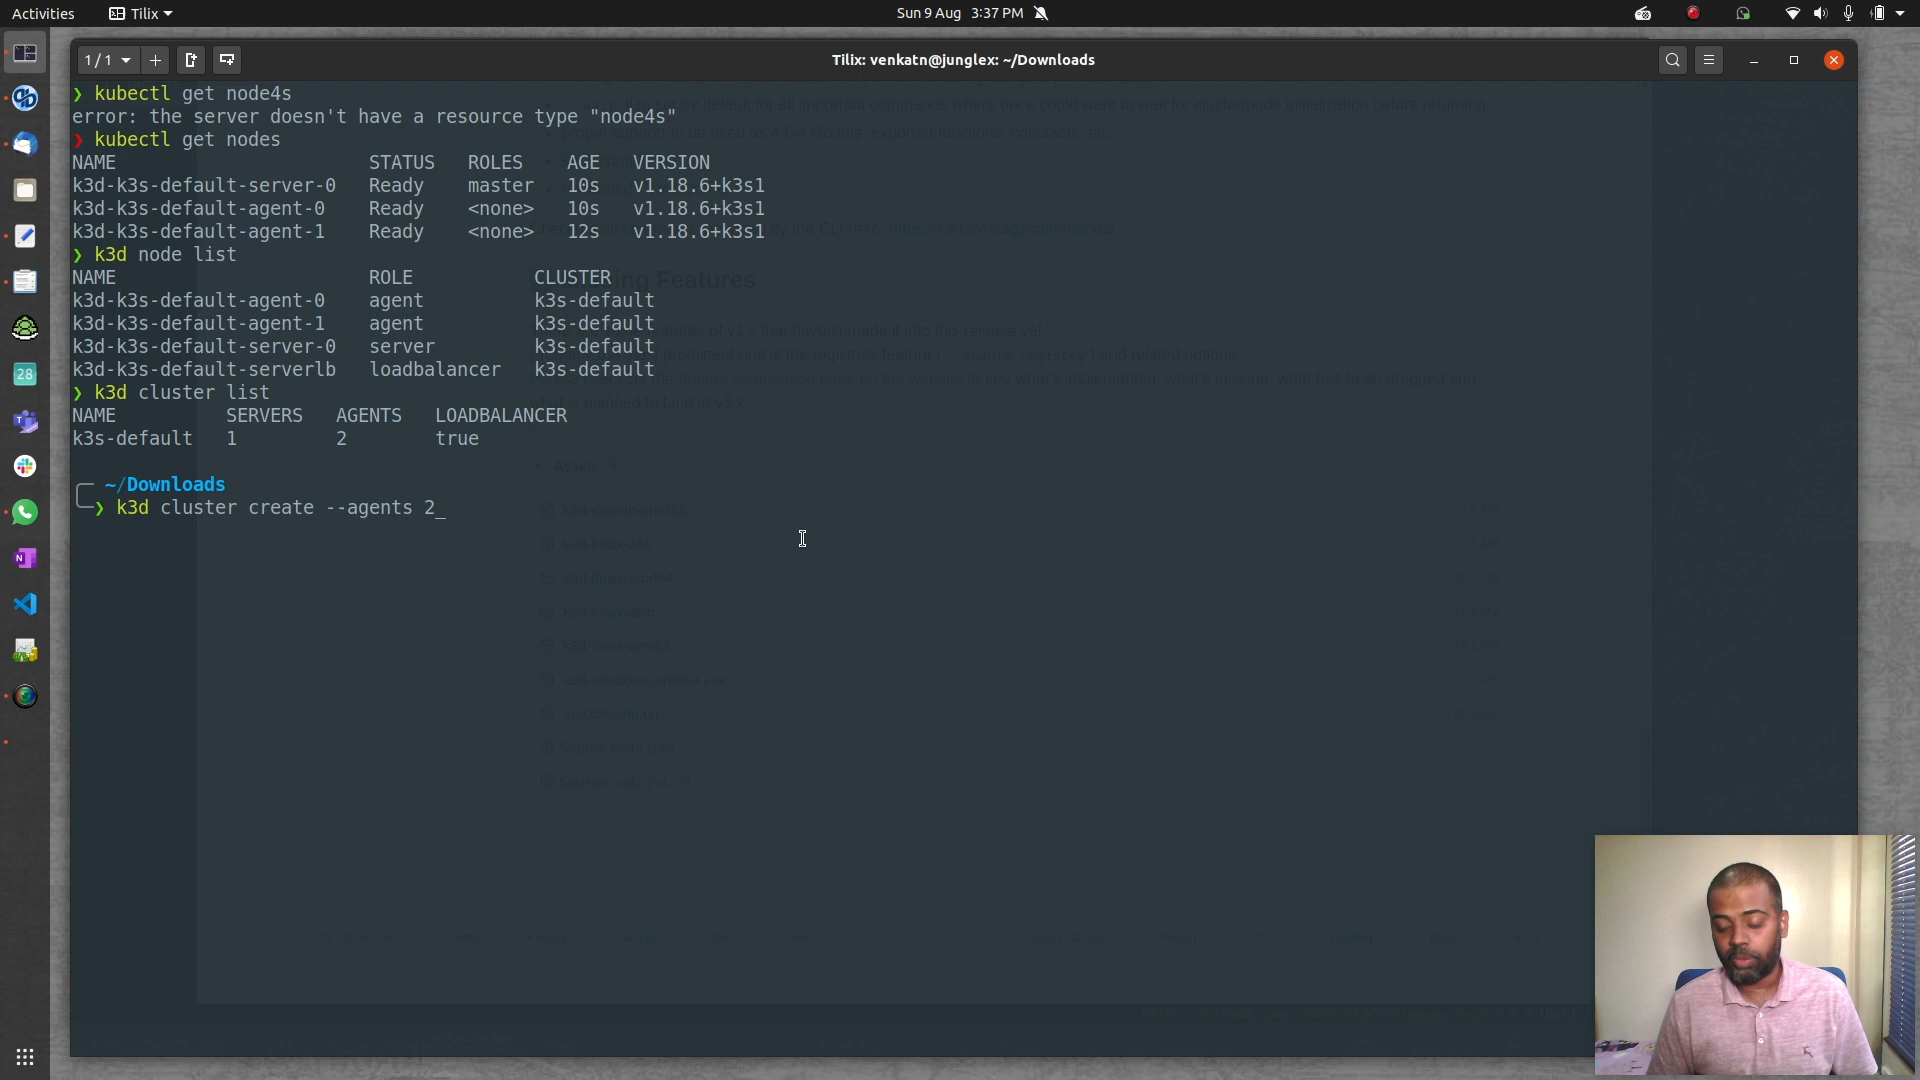 Activities
Tilix
Sun 9 Aug 3:37 PM
1 / 1
Tilix: venkatn@junglex: ~/Downloads
❯ kubectl get node4s
error: the server doesn't have a resource type "node4s"
❯ kubectl get nodes
NAME STATUS ROLES AGE VERSION
k3d-k3s-default-server-0 Ready master 10s v1.18.6+k3s1
k3d-k3s-default-agent-0 Ready <none> 10s v1.18.6+k3s1
k3d-k3s-default-agent-1 Ready <none> 12s v1.18.6+k3s1
❯ k3d node list
NAME ROLE CLUSTER
k3d-k3s-default-agent-0 agent k3s-default
k3d-k3s-default-agent-1 agent k3s-default
k3d-k3s-default-server-0 server k3s-default
k3d-k3s-default-serverlb loadbalancer k3s-default
❯ k3d cluster list
NAME SERVERS AGENTS LOADBALANCER
k3s-default 1 2 true
~/Downloads
❯ k3d cluster create --agents 2_
28